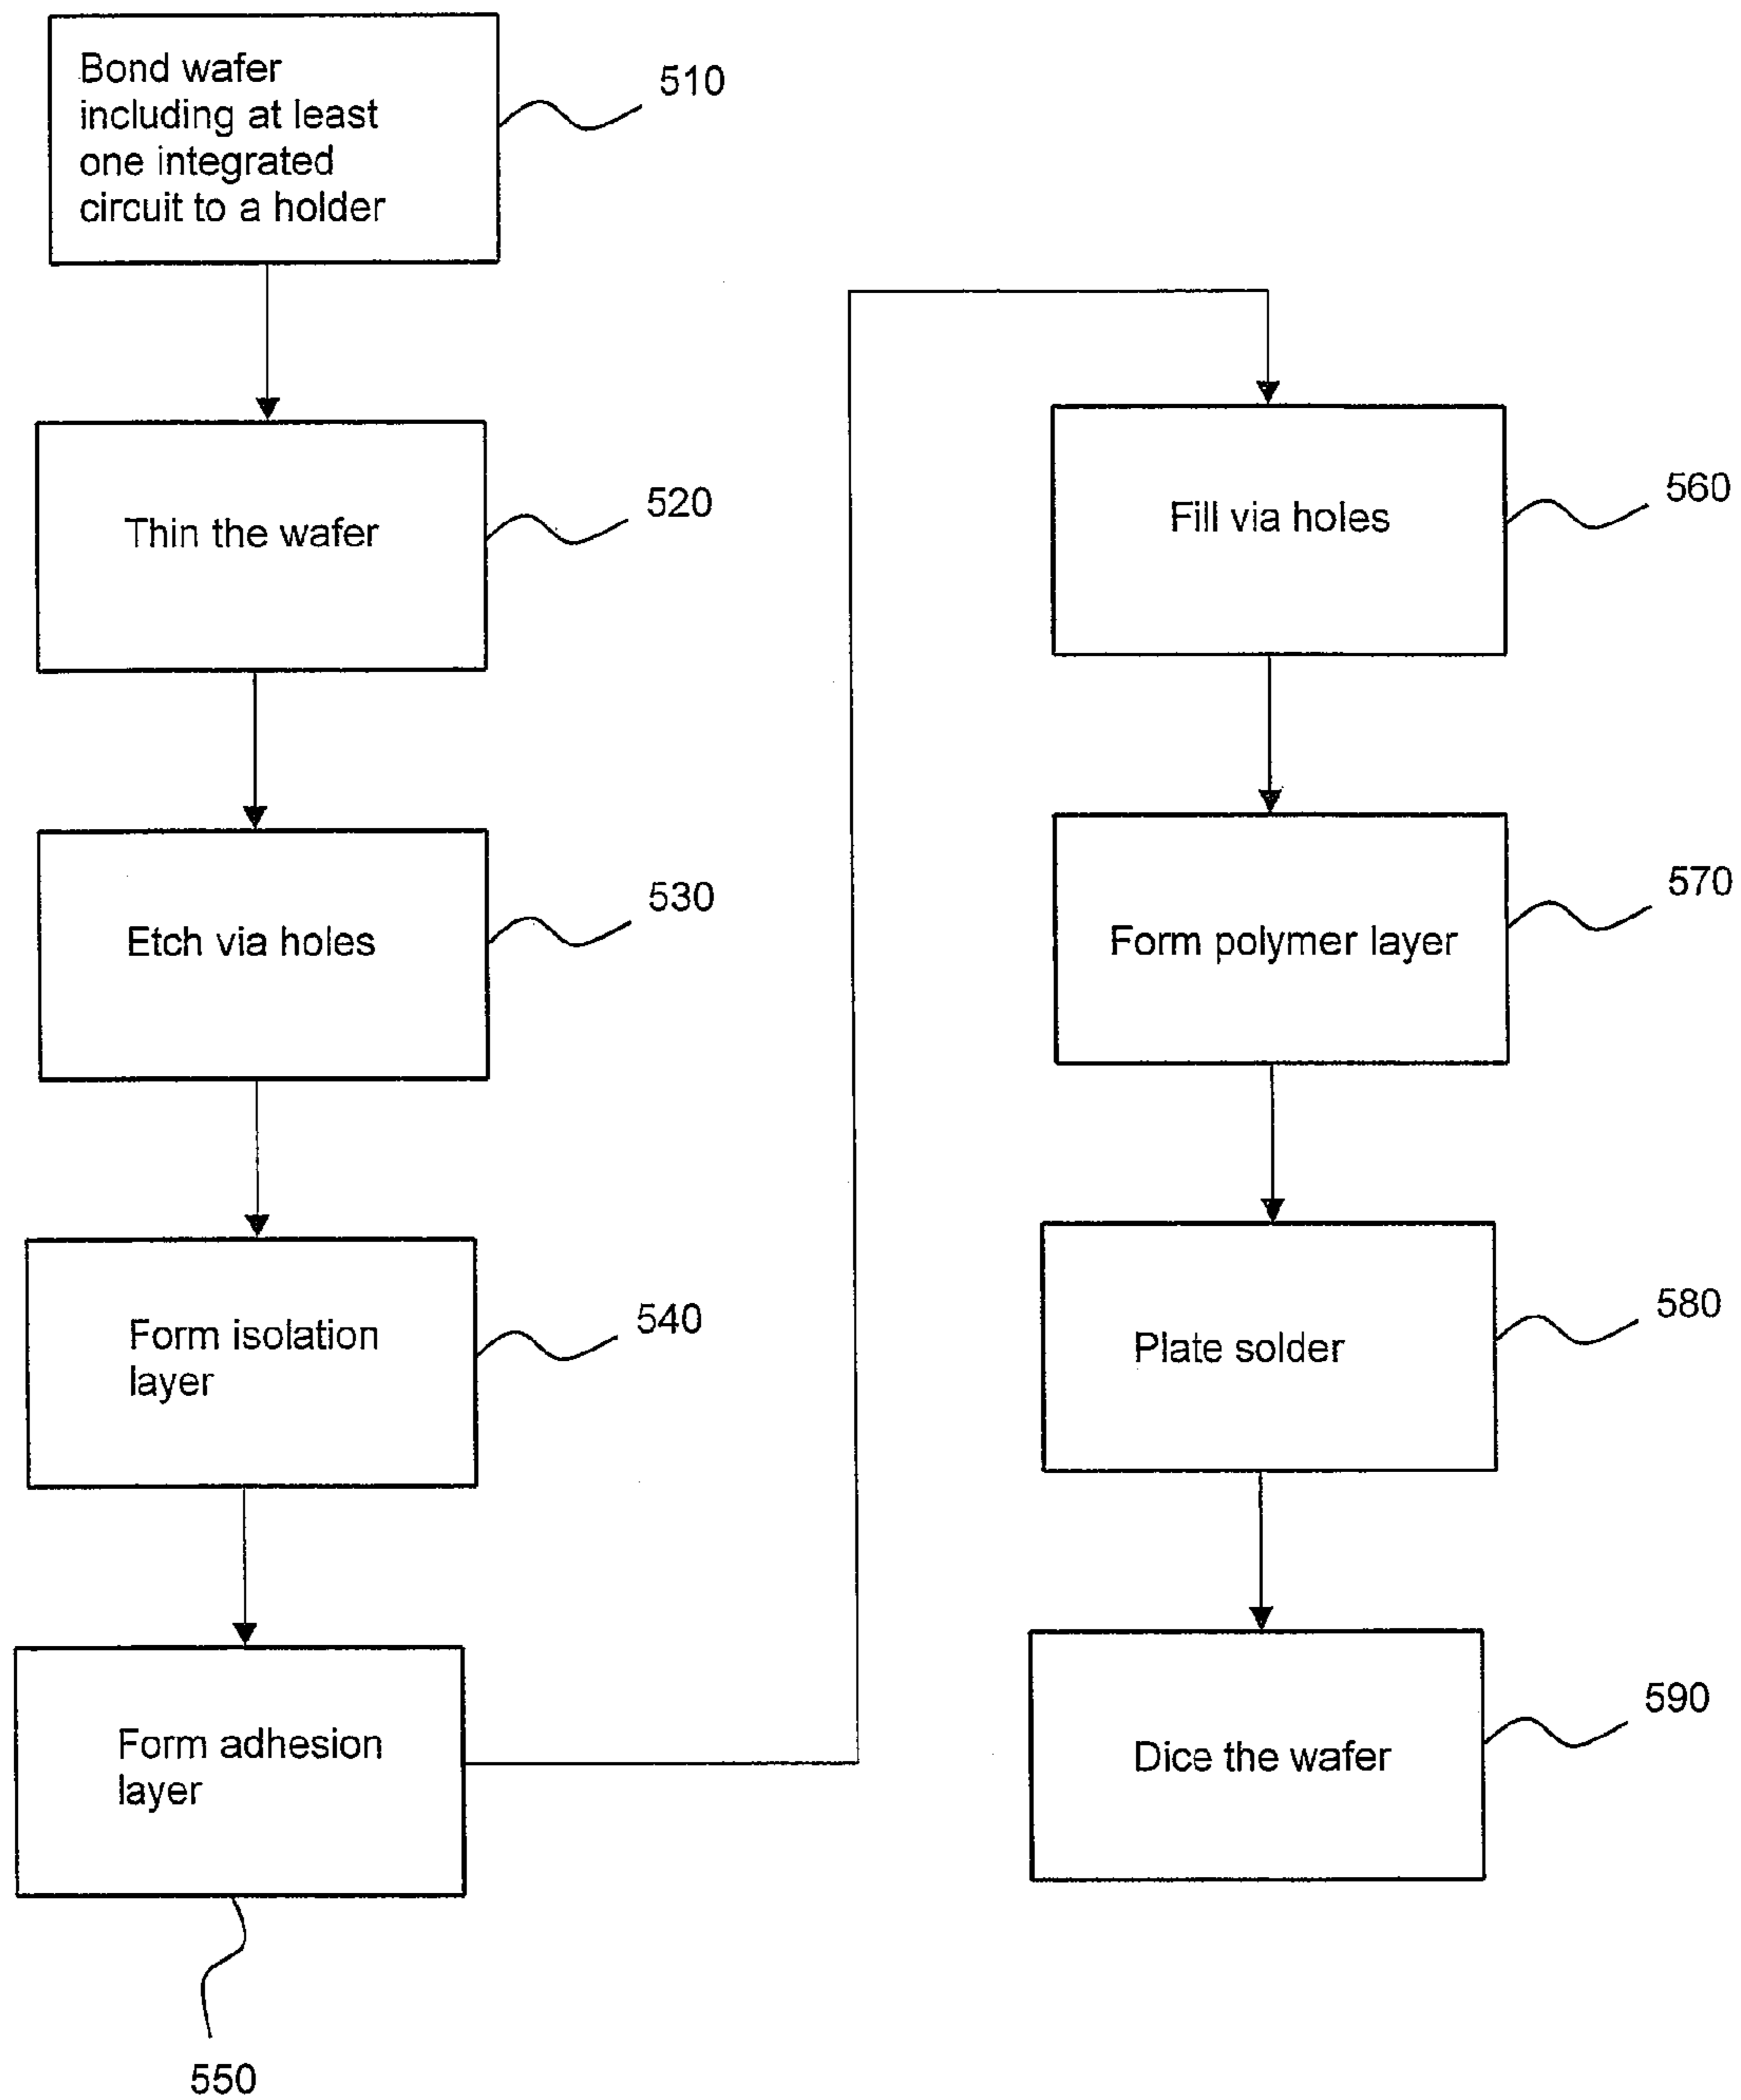 Bond wafer
including at least
one integrated
circuit to a holder
510
Thin the wafer
520
Etch via holes
530
Form isolation
layer
540
Form adhesion
layer
550
Fill via holes
560
Form polymer layer
570
Plate solder
580
Dice the wafer
590